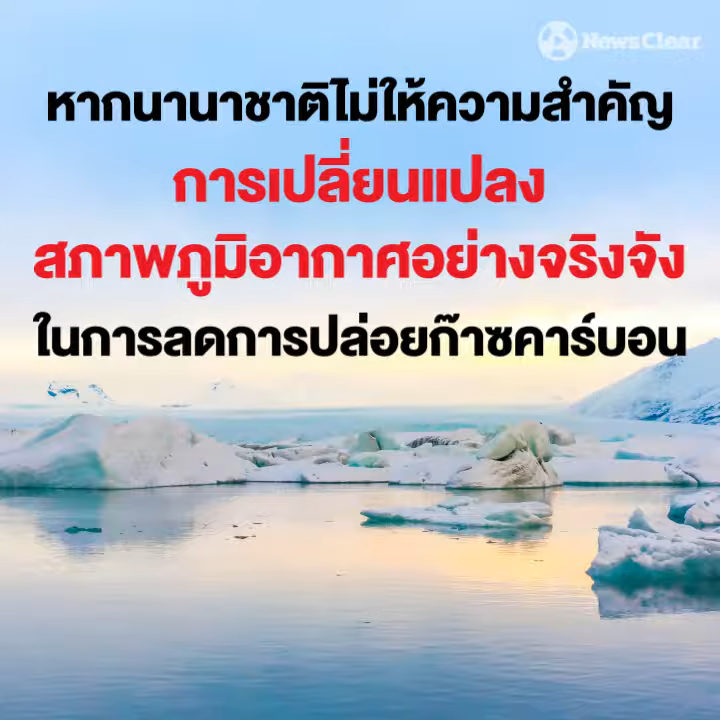 NewsClear
หากนานาชาติไม่ให้ความสำคัญ
การเปลี่ยนแปลง
สภาพภูมิอากาศอย่างจริงจัง
ในการลดการปล่อยก๊าซคาร์บอน